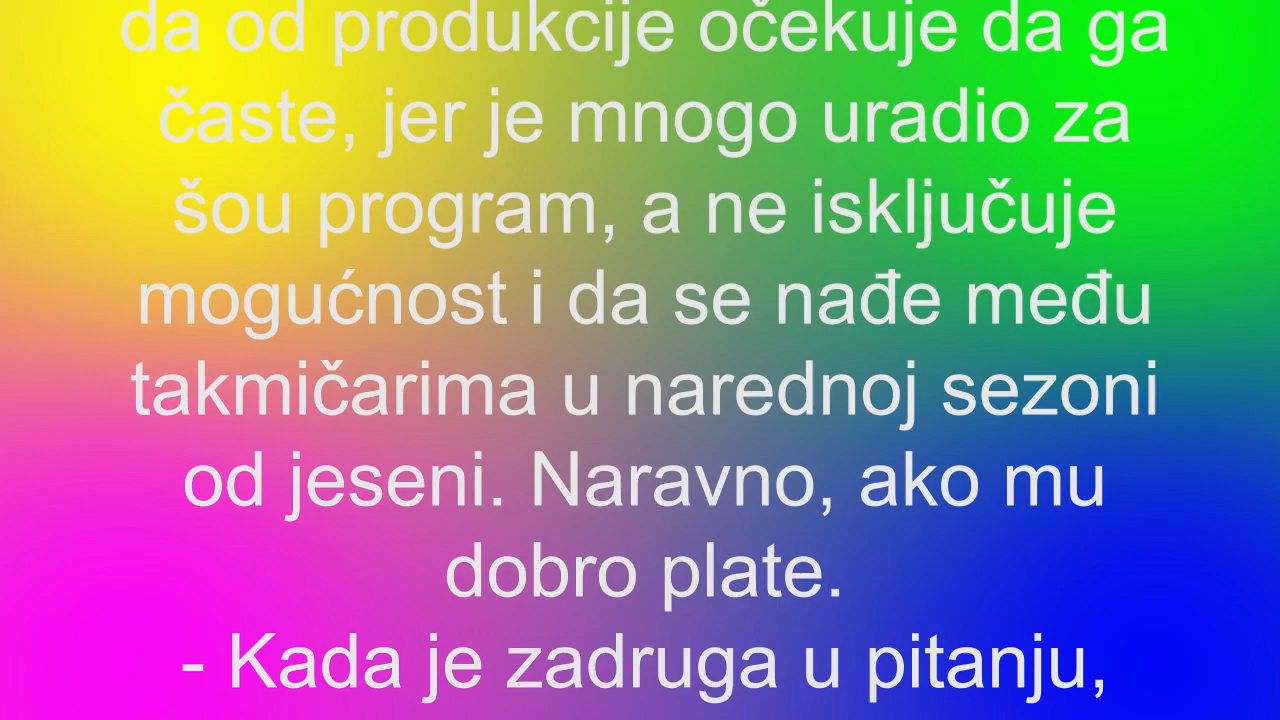 da od produkcije očekuje da ga
časte, jer je mnogo uradio za
šou program, a ne isključuje
mogućnost i da se nađe među
takmičarima u narednoj sezoni
od jeseni. Naravno, ako mu
dobro plate.
- Kada je zadruga u pitanju,